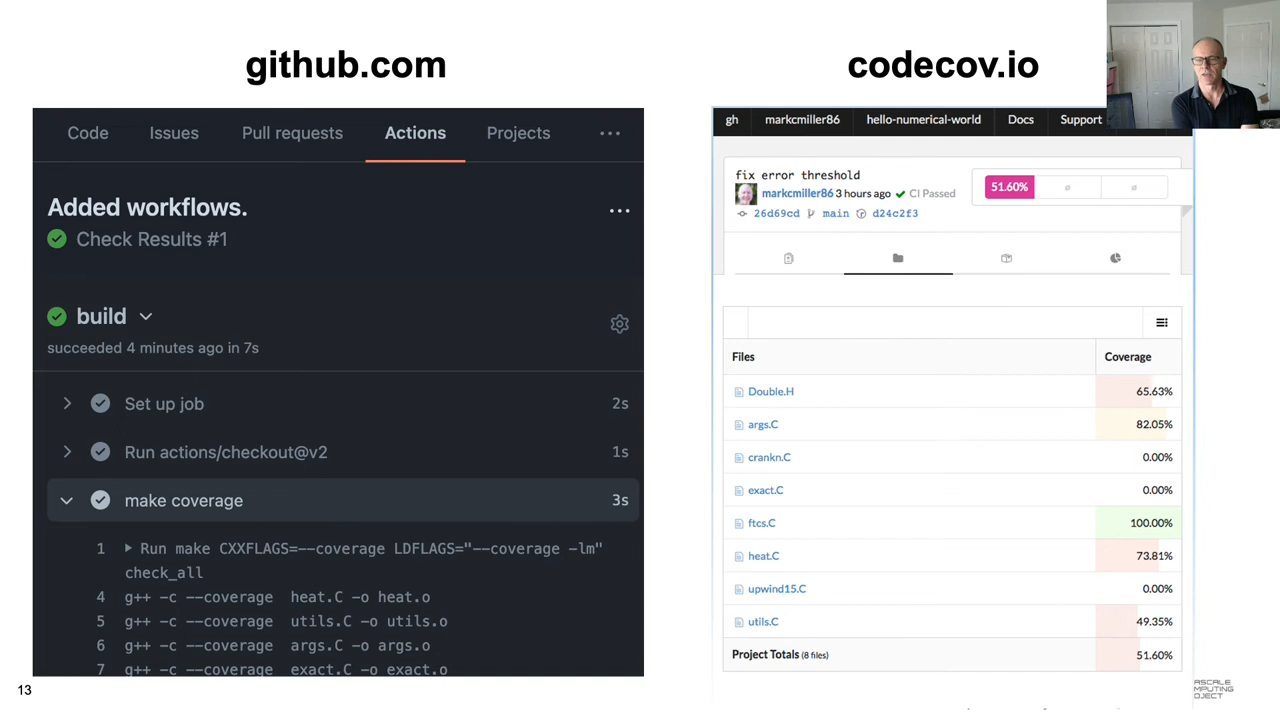 github.com
codecov.io
Code Issues Pull requests Actions Projects
Added workflows.
Check Results #1
build
succeeded 4 minutes ago in 7s
Set up job 2s
Run actions/checkout@v2 1s
make coverage 3s
1 Run make CXXFLAGS=--coverage LDFLAGS="--coverage -lm"
check_all
4 g++ -c --coverage heat.C -o heat.o
5 g++ -c --coverage utils.C -o utils.o
6 g++ -c --coverage args.C -o args.o
7 g++ -c --coverage exact.C -o exact.o
gh markcmiller86 hello-numerical-world Docs Support
fix error threshold
markcmiller86 3 hours ago CI Passed
26d69cd main d24c2f3
51.60% ø ø
Files Coverage
Double.H 65.63%
args.C 82.05%
crankn.C 0.00%
exact.C 0.00%
ftcs.C 100.00%
heat.C 73.81%
upwind15.C 0.00%
utils.C 49.35%
Project Totals (8 files) 51.60%
13
ASCALE
MPUTING
OJECT